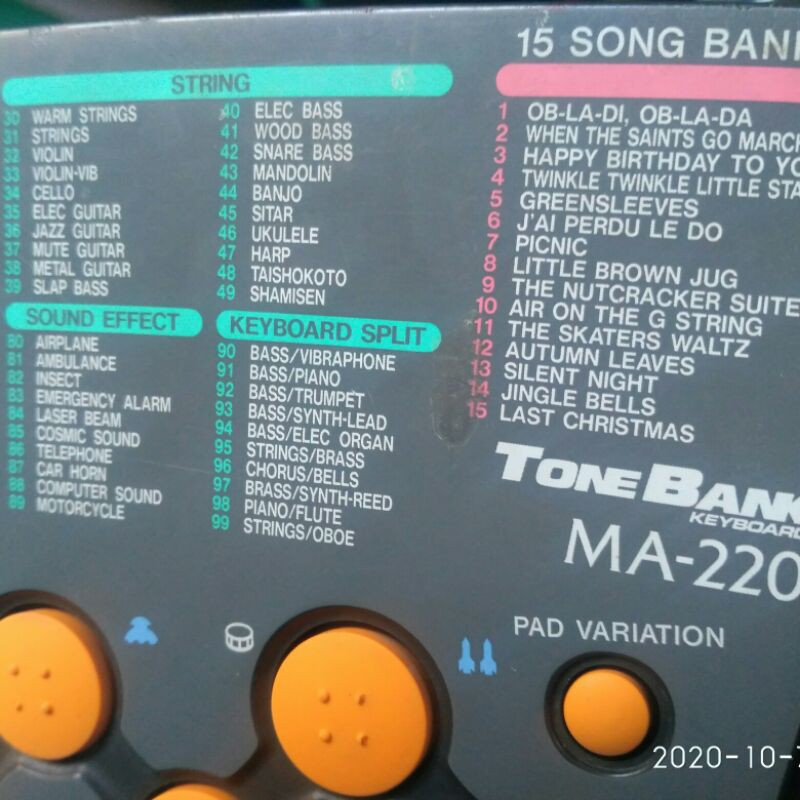 15 SONG BAN
STRING
30 WARM STRINGS
31 STRINGS
32 VIOLIN
33 VIOLIN-VIB
34 CELLO
35 ELEC GUITAR
36 JAZZ GUITAR
37 MUTE GUITAR
38 METAL GUITAR
39 SLAP BASS
40 ELEC BASS
41 WOOD BASS
42 SNARE BASS
43 MANDOLIN
44 BANJO
45 SITAR
46 UKULELE
47 HARP
48 TAISHOKOTO
49 SHAMISEN
SOUND EFFECT
80 AIRPLANE
81 AMBULANCE
82 INSECT
83 EMERGENCY ALARM
84 LASER BEAM
85 COSMIC SOUND
86 TELEPHONE
87 CAR HORN
88 COMPUTER SOUND
89 MOTORCYCLE
KEYBOARD SPLIT
90 BASS/VIBRAPHONE
91 BASS/PIANO
92 BASS/TRUMPET
93 BASS/SYNTH-LEAD
94 BASS/ELEC ORGAN
95 STRINGS/BRASS
96 CHORUS/BELLS
97 BRASS/SYNTH-REED
98 PIANO/FLUTE
99 STRINGS/OBOE
1 OB-LA-DI, OB-LA-DA
2 WHEN THE SAINTS GO MARCH
3 HAPPY BIRTHDAY TO YO
4 TWINKLE TWINKLE LITTLE STA
5 GREENSLEEVES
6 J'AI PERDU LE DO
7 PICNIC
8 LITTLE BROWN JUG
9 THE NUTCRACKER SUITE
10 AIR ON THE G STRING
11 THE SKATERS WALTZ
12 AUTUMN LEAVES
13 SILENT NIGHT
14 JINGLE BELLS
15 LAST CHRISTMAS
TONEBANK
KEYBOARD
MA-220
PAD VARIATION
2020-10-7